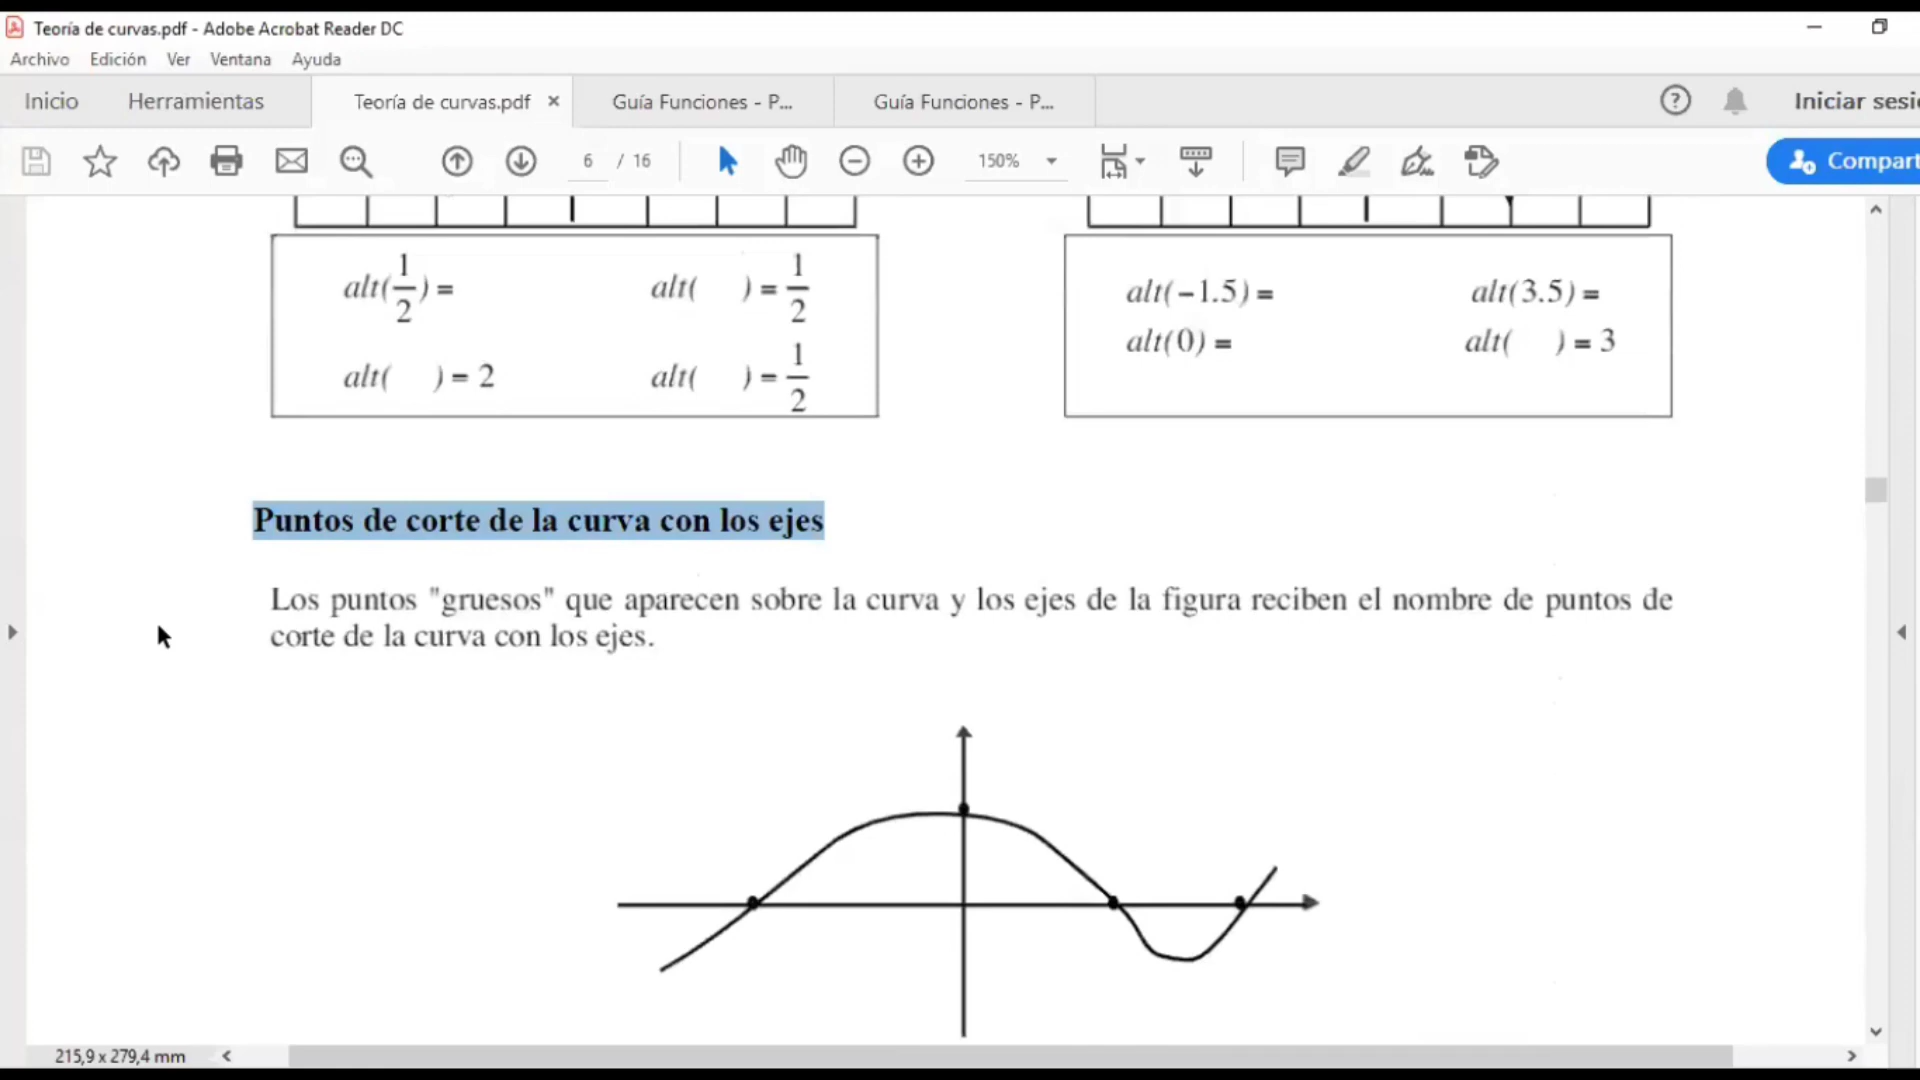 Teoría de curvas.pdf - Adobe Acrobat Reader DC
Archivo Edición Ver Ventana Ayuda
Inicio Herramientas Teoría de curvas.pdf × Guía Funciones - P... Guía Funciones - P... ? Iniciar sesi
6 / 16 150% Compart
alt(1/2) = alt( ) = 1/2
alt( ) = 2 alt( ) = 1/2
alt(-1.5) = alt(3.5) =
alt(0) = alt( ) = 3
Puntos de corte de la curva con los ejes
Los puntos "gruesos" que aparecen sobre la curva y los ejes de la figura reciben el nombre de puntos de
corte de la curva con los ejes.
215,9 x 279,4 mm